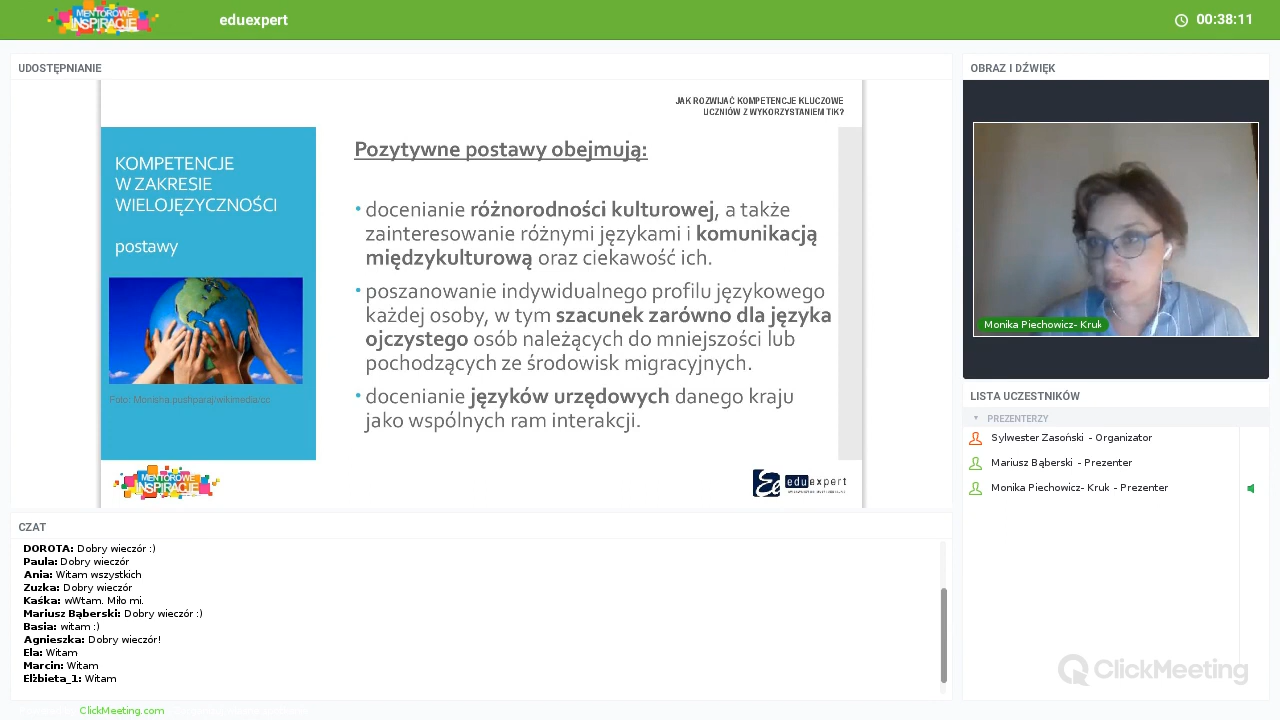 MENTOROWE
INSPIRACJE
eduexpert
00:38:11
UDOSTĘPNIANIE
JAK ROZWIJAĆ KOMPETENCJE KLUCZOWE
UCZNIÓW Z WYKORZYSTANIEM TIK?
KOMPETENCJE
W ZAKRESIE
WIELOJĘZYCZNOŚCI
postawy
Foto: Monisha.pushparaj/wikimedia/cc
Pozytywne postawy obejmują:
• docenianie różnorodności kulturowej, a także
zainteresowanie różnymi językami i komunikacją
międzykulturową oraz ciekawość ich.
• poszanowanie indywidualnego profilu językowego
każdej osoby, w tym szacunek zarówno dla języka
ojczystego osób należących do mniejszości lub
pochodzących ze środowisk migracyjnych.
• docenianie języków urzędowych danego kraju
jako wspólnych ram interakcji.
MENTOROWE
INSPIRACJE
eduexpert
OBRAZ I DŹWIĘK
Monika Piechowicz- Kruk
LISTA UCZESTNIKÓW
PREZENTERZY
Sylwester Zasoński - Organizator
Mariusz Bąberski - Prezenter
Monika Piechowicz- Kruk - Prezenter
ClickMeeting
CZAT
DOROTA: Dobry wieczór :)
Paula: Dobry wieczór
Ania: Witam wszystkich
Zuzka: Dobry wieczór
Kaśka: wWtam. Miło mi.
Mariusz Bąberski: Dobry wieczór :)
Basia: witam :)
Agnieszka: Dobry wieczór!
Ela: Witam
Marcin: Witam
Elżbieta_1: Witam
ClickMeeting.com